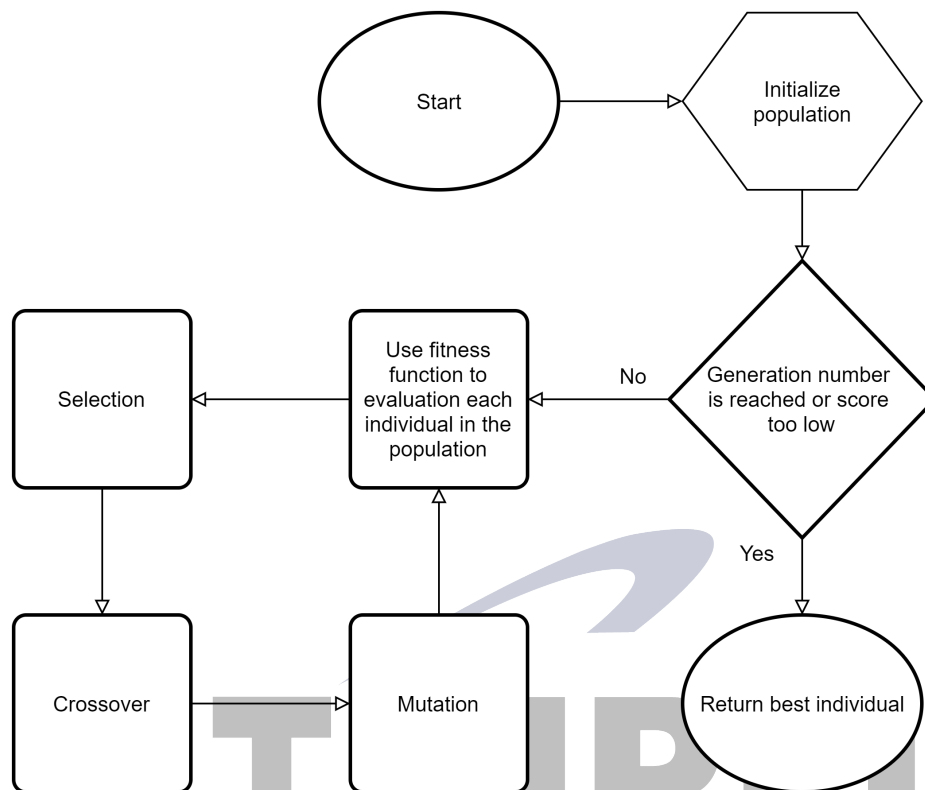 Start
Initialize
population
Generation number
is reached or score
too low
No
Use fitness
function to
evaluation each
individual in the
population
Selection
Yes
Crossover
Mutation
Return best individual